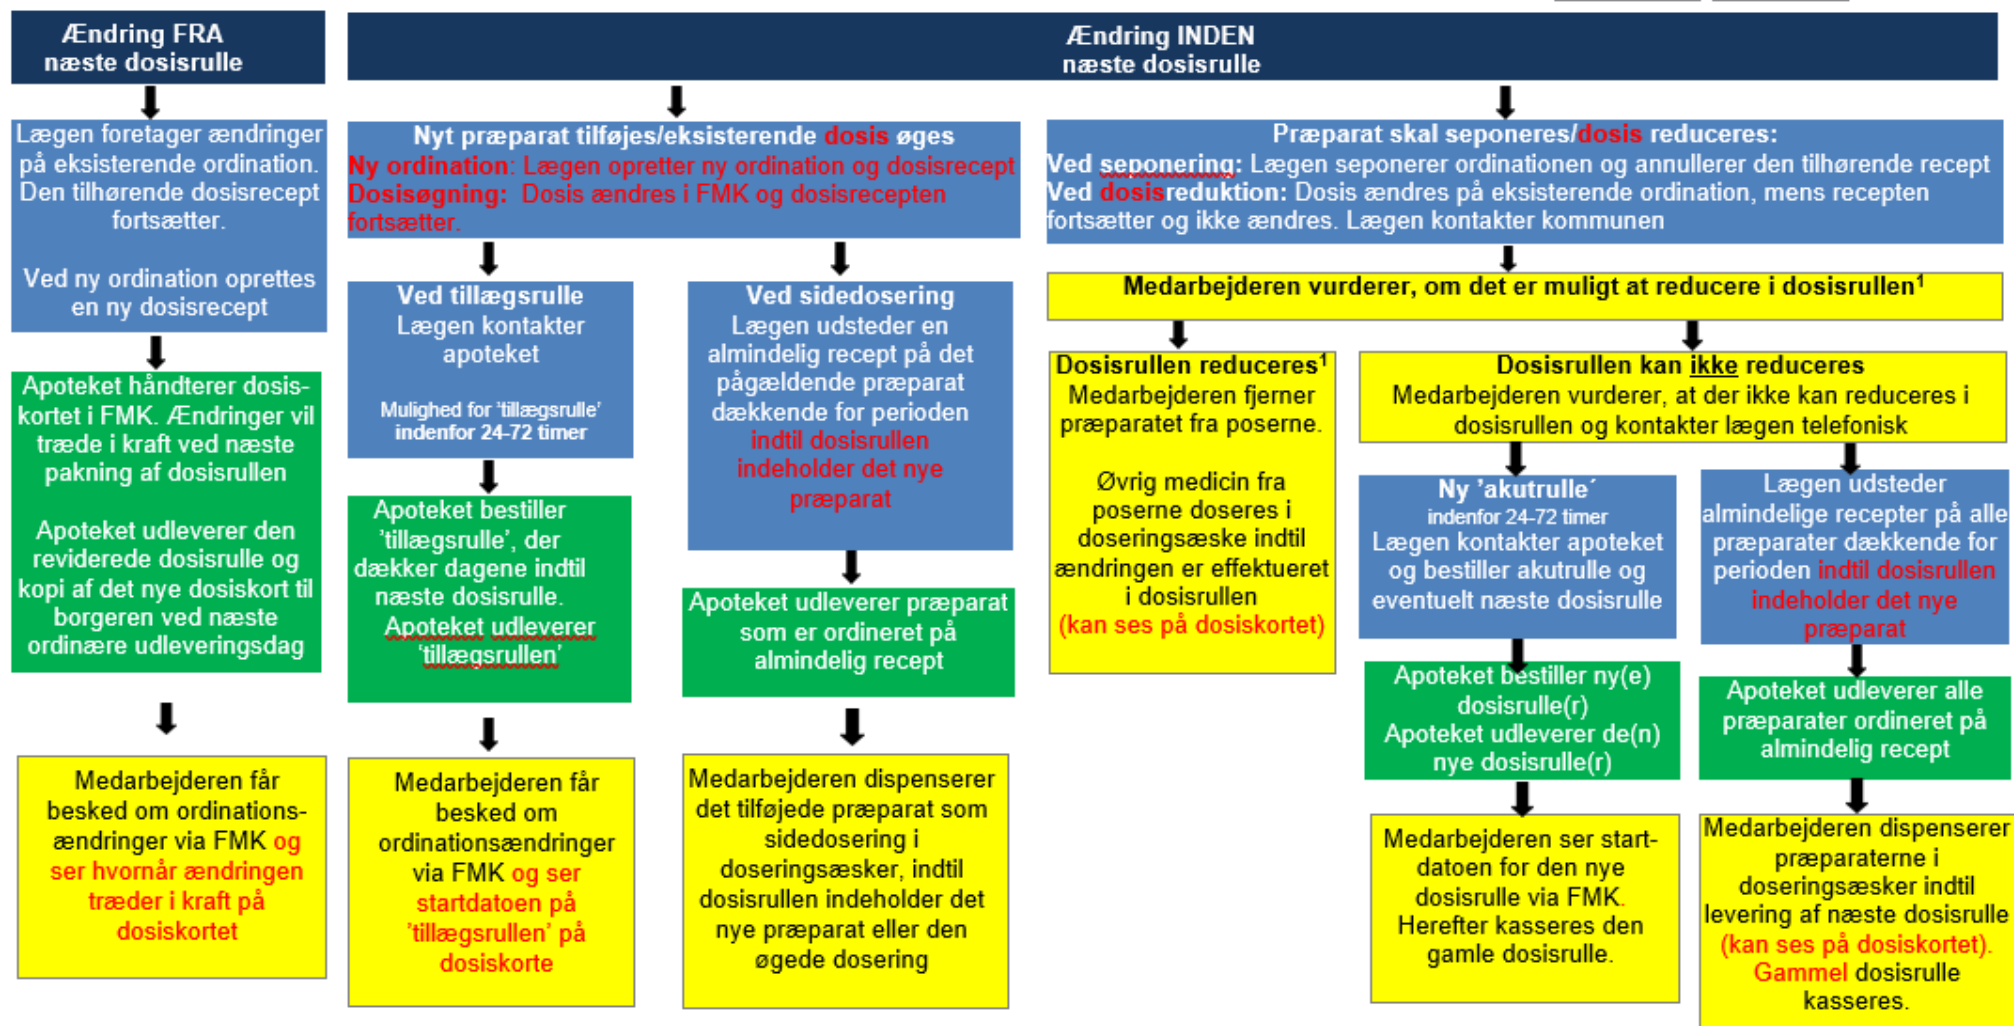 Ændring FRA
næste dosisrulle
Lægen foretager ændringer
på eksisterende ordination.
Den tilhørende dosisrecept
fortsætter.
Ved ny ordination oprettes
en ny dosisrecept
Apoteket håndterer dosis-
kortet i FMK. Ændringer vil
træde i kraft ved næste
pakning af dosisrullen
Apoteket udleverer den
reviderede dosisrulle og
kopi af det nye dosiskort til
borgeren ved næste
ordinære udleveringsdag
Medarbejderen får
besked om ordinations-
ændringer via FMK og
ser hvornår ændringen
træder i kraft på
dosiskortet
Ændring INDEN
næste dosisrulle
Nyt præparat tilføjes/eksisterende dosis øges
Ny ordination: Lægen opretter ny ordination og dosisrecept
Dosisøgning: Dosis ændres i FMK og dosisrecepten
fortsætter.
Ved tillægsrulle
Lægen kontakter
apoteket
Mulighed for 'tillægsrulle'
indenfor 24-72 timer
Apoteket bestiller
'tillægsrulle', der
dækker dagene indtil
næste dosisrulle.
Apoteket udleverer
'tillægsrullen'
Medarbejderen får
besked om
ordinationsændringer
via FMK og ser
startdatoen på
'tillægsrullen' på
dosiskorte
Ved sidedosering
Lægen udsteder en
almindelig recept på det
pågældende præparat
dækkende for perioden
indtil dosisrullen
indeholder det nye
præparat
Apoteket udleverer præparat
som er ordineret på
almindelig recept
Medarbejderen dispenserer
det tilføjede præparat som
sidedosering i
doseringsæsker, indtil
dosisrullen indeholder det
nye præparat eller den
øgede dosering
Præparat skal seponeres/dosis reduceres:
Ved seponering: Lægen seponerer ordinationen og annullerer den tilhørende recept
Ved dosisreduktion: Dosis ændres på eksisterende ordination, mens recepten
fortsætter og ikke ændres. Lægen kontakter kommunen
Medarbejderen vurderer, om det er muligt at reducere i dosisrullen¹
Dosisrullen reduceres¹
Medarbejderen fjerner
præparatet fra poserne.
Øvrig medicin fra
poserne doseres i
doseringsæske indtil
ændringen er effektueret
i dosisrullen
(kan ses på dosiskortet)
Dosisrullen kan ikke reduceres
Medarbejderen vurderer, at der ikke kan reduceres i
dosisrullen og kontakter lægen telefonisk
Ny 'akutrulle´
indenfor 24-72 timer
Lægen kontakter apoteket
og bestiller akutrulle og
eventuelt næste dosisrulle
Apoteket bestiller ny(e)
dosisrulle(r)
Apoteket udleverer de(n)
nye dosisrulle(r)
Medarbejderen ser start-
datoen for den nye
dosisrulle via FMK.
Herefter kasseres den
gamle dosisrulle.
Lægen udsteder
almindelige recepter på alle
præparater dækkende for
perioden indtil dosisrullen
indeholder det nye
præparat
Apoteket udleverer alle
præparater ordineret på
almindelig recept
Medarbejderen dispenserer
præparaterne i
doseringsæsker indtil
levering af næste dosisrulle
(kan ses på dosiskortet).
Gammel dosisrulle
kasseres.